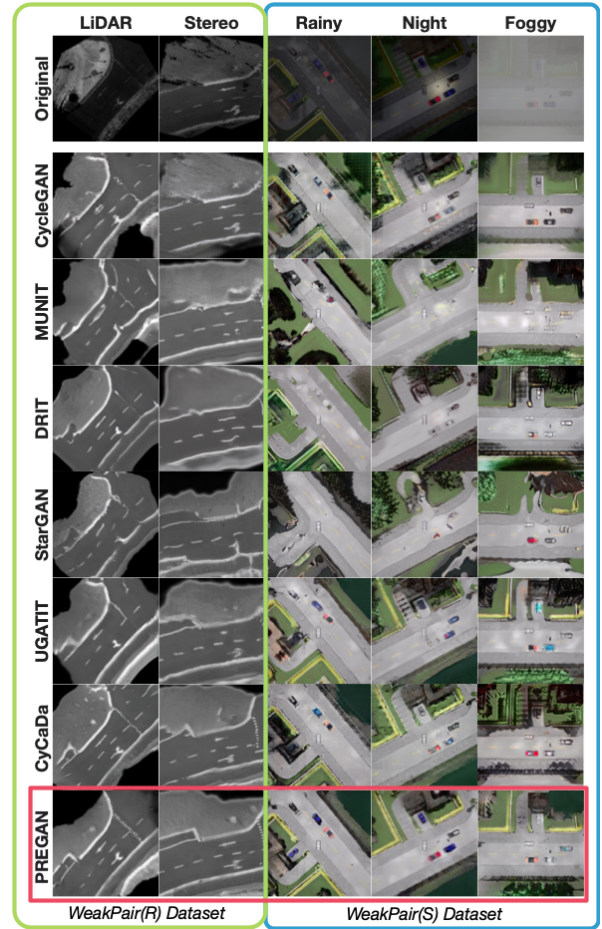 LiDAR Stereo Rainy Night Foggy
Original
CycleGAN
MUNIT
DRIT
StarGAN
UGATIT
CyCaDa
PREGAN
WeakPair(R) Dataset WeakPair(S) Dataset